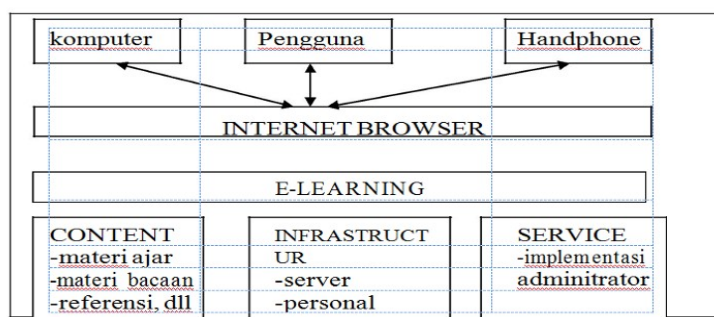 komputer
Pengguna
Handphone
INTERNET BROWSER
E-LEARNING
CONTENT
-materi ajar
-materi bacaan
-referensi, dll
INFRASTRUCT
UR
-server
-personal
SERVICE
-implementasi
adminitrator